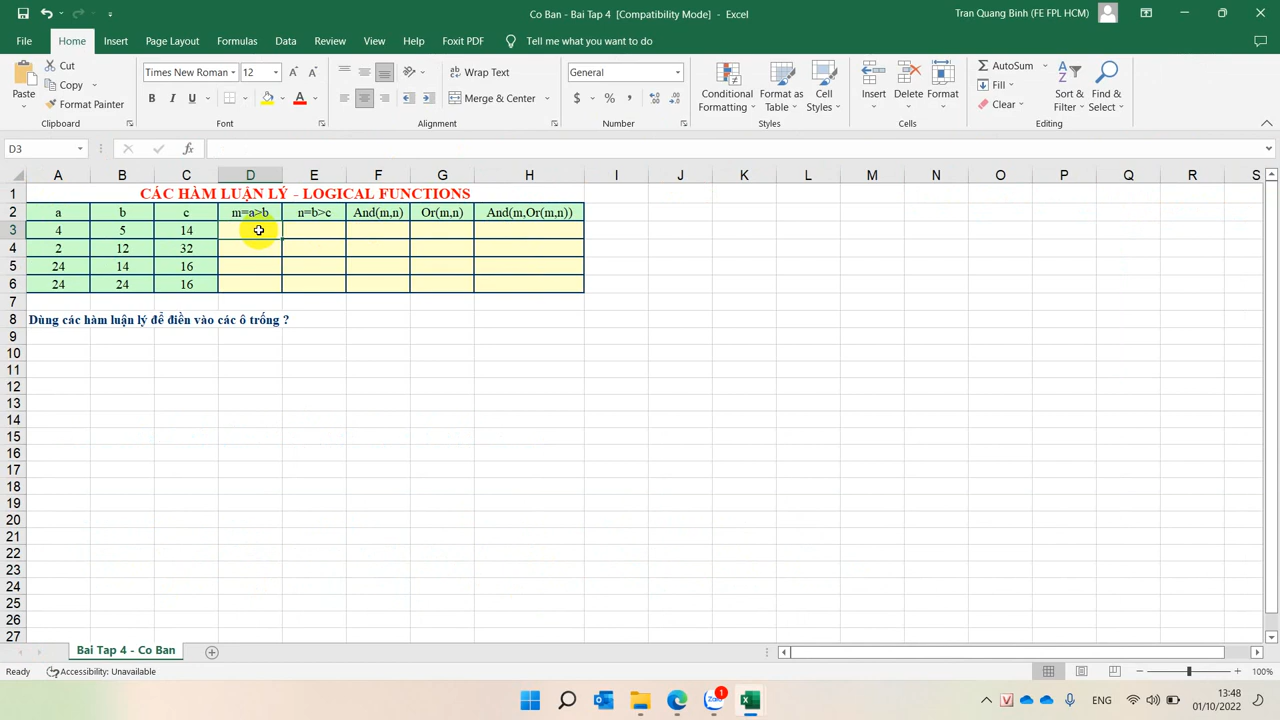 Co Ban - Bai Tap 4 [Compatibility Mode] - Excel
Tran Quang Binh (FE FPL HCM)
File Home Insert Page Layout Formulas Data Review View Help Foxit PDF Tell me what you want to do
Paste
Cut
Copy
Format Painter
Clipboard
Times New Roman 12
B I U
Font
Wrap Text
Merge & Center
Alignment
General
$ % ,
Number
Conditional Formatting
Format as Table
Cell Styles
Styles
Insert Delete Format
Cells
AutoSum
Fill
Clear
Sort & Filter
Find & Select
Editing
D3 fx
A B C D E F G H I J K L M N O P Q R S
1 CÁC HÀM LUẬN LÝ - LOGICAL FUNCTIONS
2 a b c m=a>b n=b>c And(m,n) Or(m,n) And(m,Or(m,n))
3 4 5 14
4 2 12 32
5 24 14 16
6 24 24 16
7
8 Dùng các hàm luận lý để điền vào các ô trống ?
9
10
11
12
13
14
15
16
17
18
19
20
21
22
23
24
25
26
27
Bai Tap 4 - Co Ban
Ready Accessibility: Unavailable 100%
1 ENG 13:48
01/10/2022